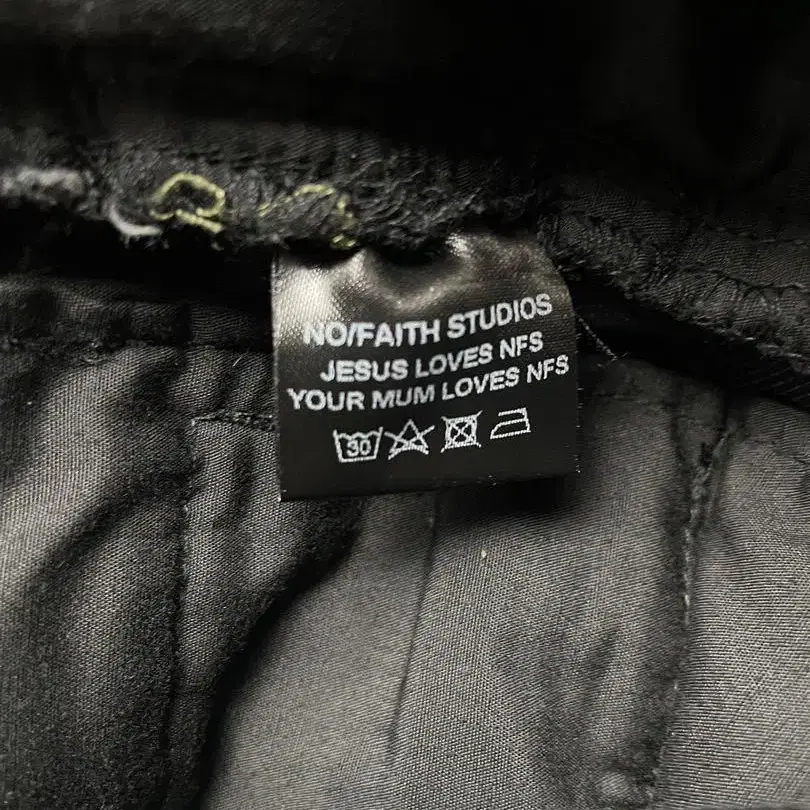 NO/FAITH STUDIOS
JESUS LOVES NFS
YOUR MUM LOVES NFS
30